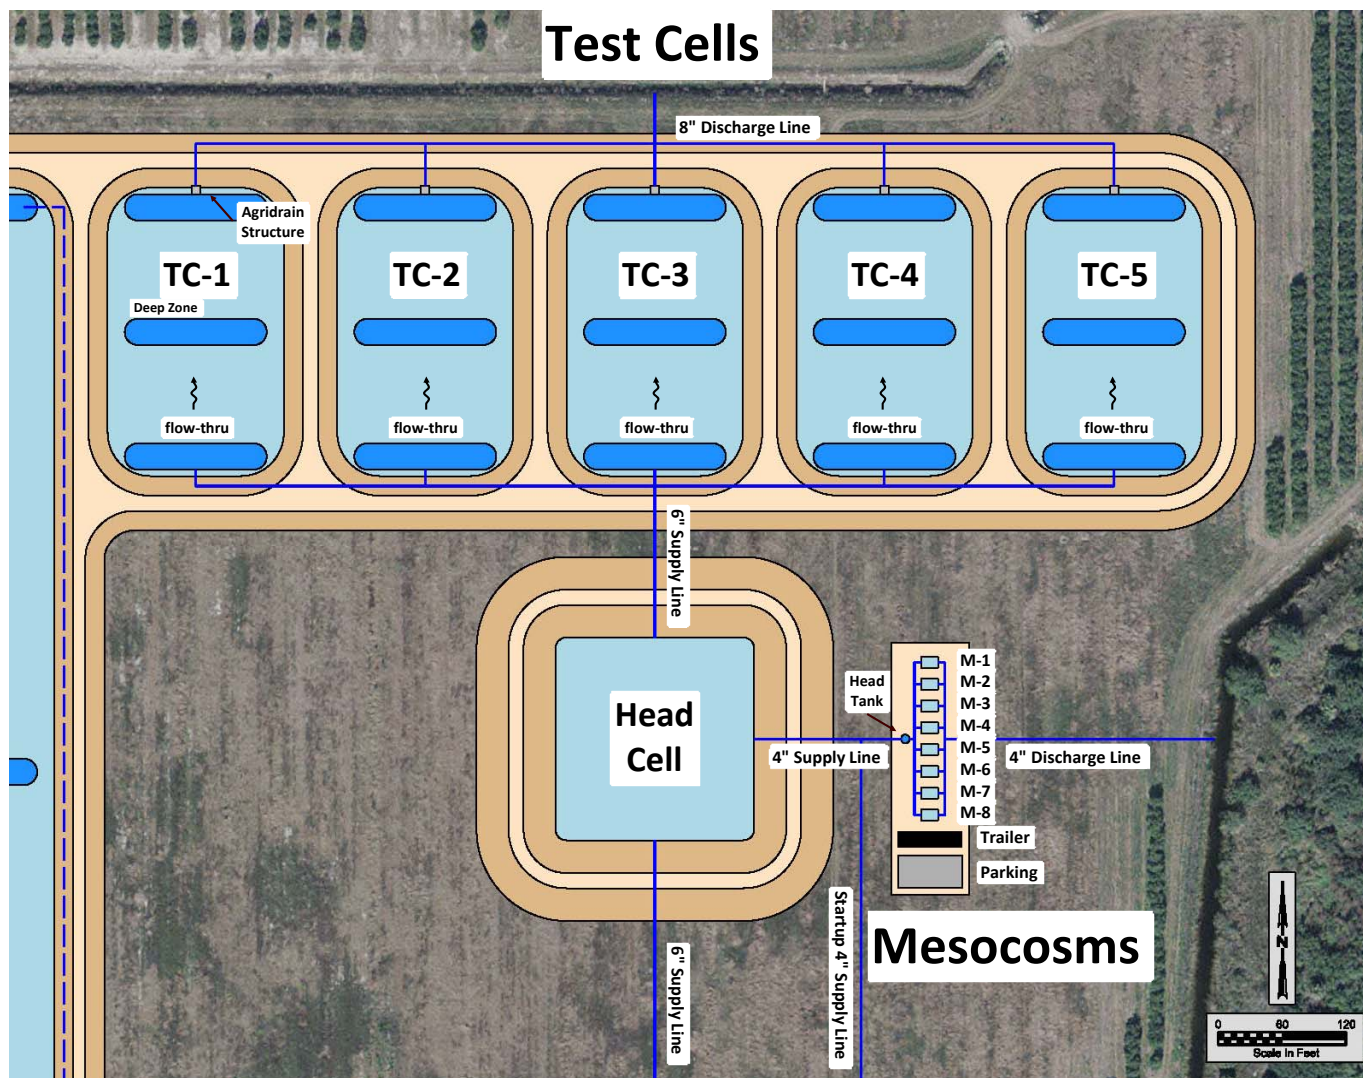 Test Cells
8" Discharge Line
Agridrain
Structure
TC-1
TC-2
TC-3
TC-4
TC-5
Deep Zone
flow-thru
flow-thru
flow-thru
flow-thru
flow-thru
6" Supply Line
Head
Cell
Head
Tank
M-1
M-2
M-3
M-4
M-5
M-6
M-7
M-8
4" Supply Line
4" Discharge Line
Trailer
Parking
Startup 4" Supply Line
Mesocosms
6" Supply Line
N
0 60 120
Scale in Feet